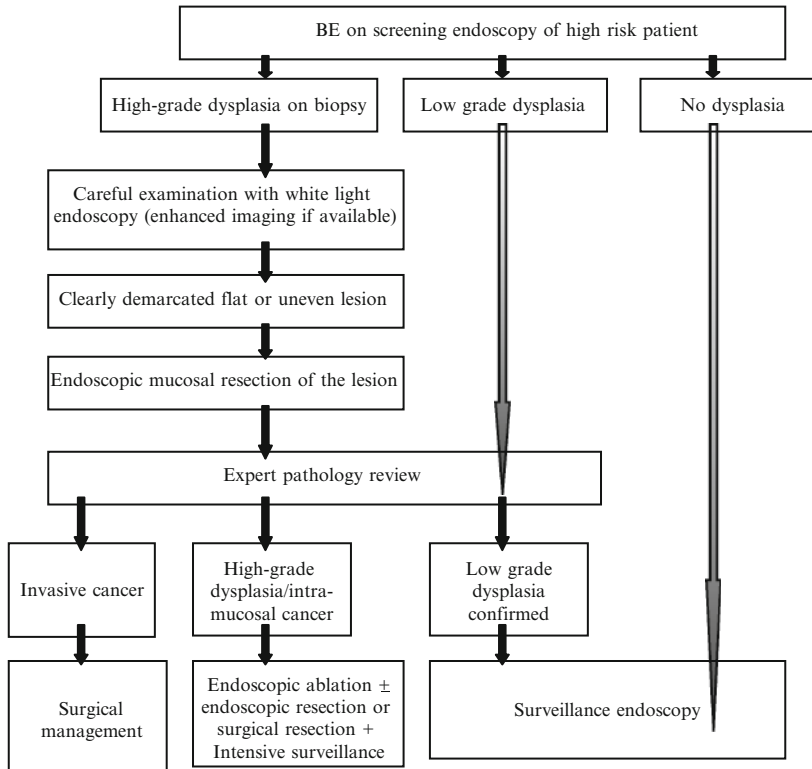 BE on screening endoscopy of high risk patient
High-grade dysplasia on biopsy
Low grade dysplasia
No dysplasia
Careful examination with white light
endoscopy (enhanced imaging if available)
Clearly demarcated flat or uneven lesion
Endoscopic mucosal resection of the lesion
Expert pathology review
Invasive cancer
High-grade
dysplasia/intra-
mucosal cancer
Low grade
dysplasia
confirmed
Surgical
management
Endoscopic ablation ±
endoscopic resection or
surgical resection +
Intensive surveillance
Surveillance endoscopy